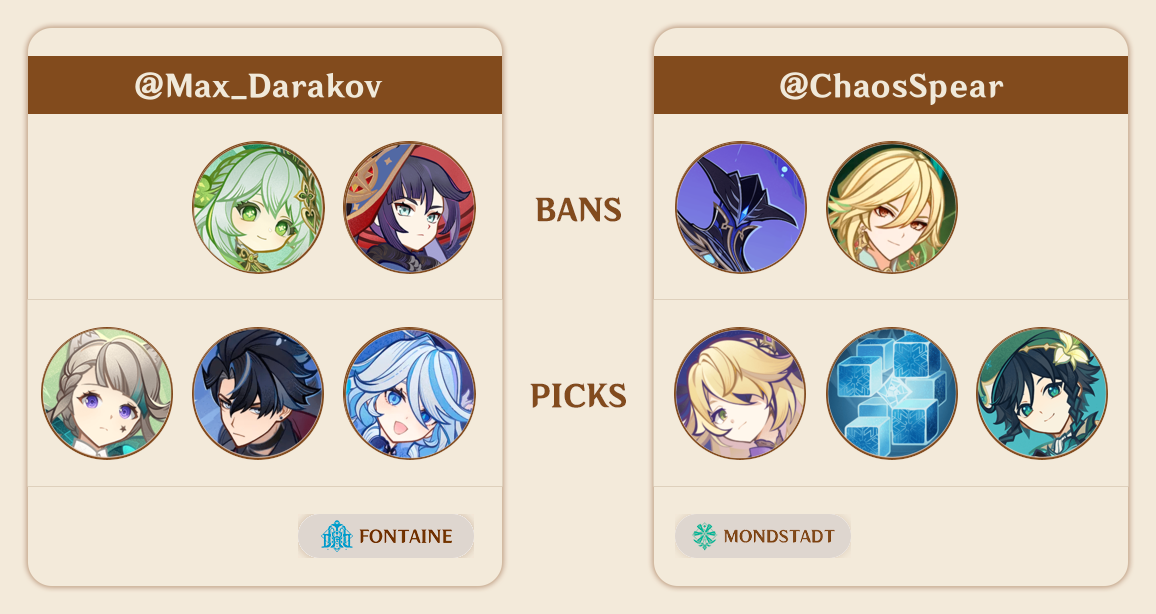 @Max_Darakov
@ChaosSpear
BANS
PICKS
FONTAINE
MONDSTADT